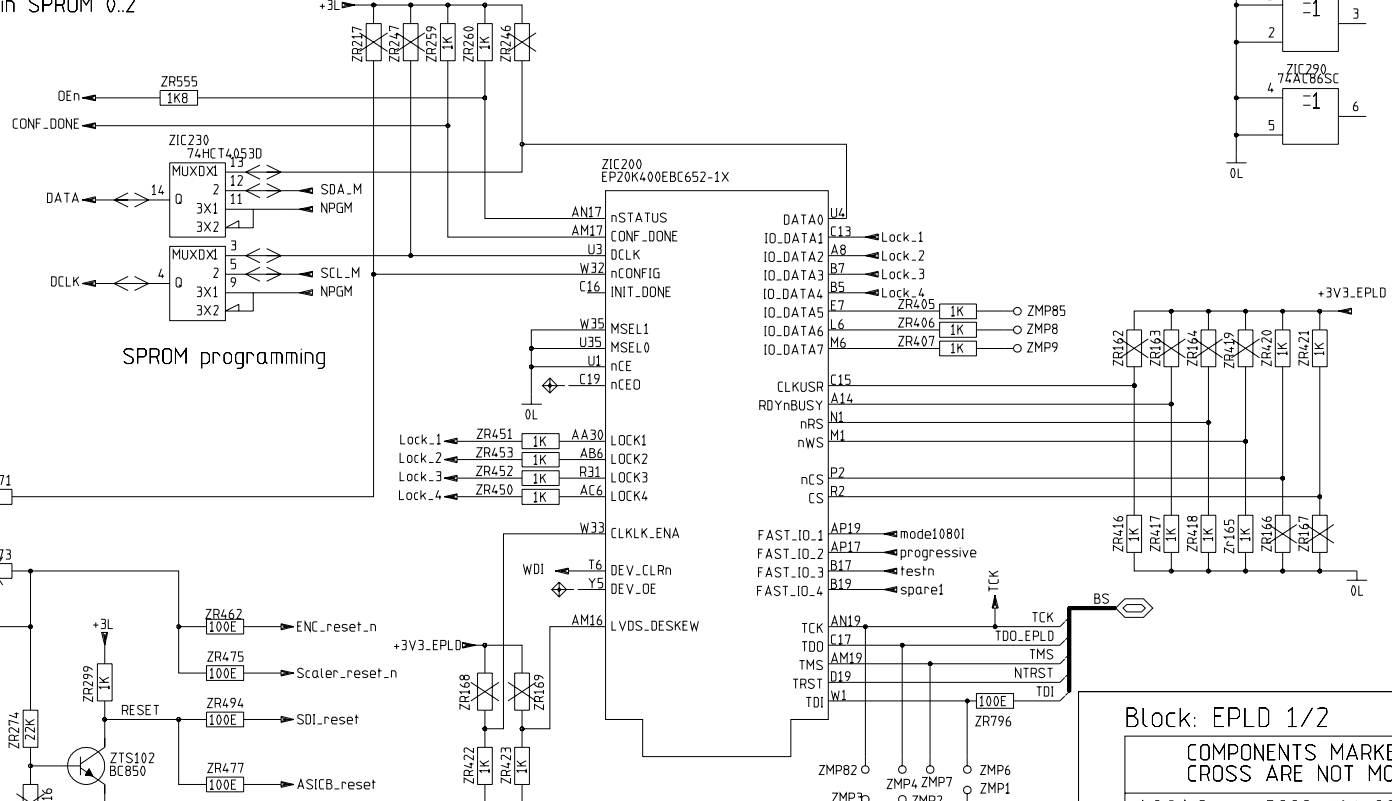 in SPROM 0..2
+3L
ZR217
ZR247
ZR259
1K
ZR260
1K
ZR246
=1
3
2
ZIC290
74AC86SC
4
=1
6
5
0L
ZR555
OEn
1K8
CONF_DONE
ZIC230
74HCT4053D
MUXDX1
13
2
12
SDA_M
DATA
14
Q
3X1
11
NPGM
3X2
MUXDX1
3
2
5
SCL_M
DCLK
4
Q
3X1
9
NPGM
3X2
SPROM programming
ZIC200
EP20K400EBC652-1X
AN17
nSTATUS
AM17
CONF_DONE
U3
DCLK
W32
nCONFIG
C16
INIT_DONE
W35
MSEL1
U35
MSEL0
U1
nCE
C19
nCEO
0L
Lock_1
ZR451
1K
AA30
LOCK1
Lock_2
ZR453
1K
AB6
LOCK2
Lock_3
ZR452
1K
R31
LOCK3
Lock_4
ZR450
1K
AC6
LOCK4
W33
CLKLK_ENA
WDI
T6
DEV_CLRn
Y5
DEV_OE
AM16
LVDS_DESKEW
+3V3_EPLD
ZR168
ZR169
ZR422
1K
ZR423
1K
DATA0
U4
IO_DATA1
C13
Lock_1
IO_DATA2
A8
Lock_2
IO_DATA3
B7
Lock_3
IO_DATA4
B5
Lock_4
IO_DATA5
E7
ZR405
1K
ZMP85
IO_DATA6
L6
ZR406
1K
ZMP8
IO_DATA7
M6
ZR407
1K
ZMP9
CLKUSR
C15
RDYnBUSY
A14
nRS
N1
nWS
M1
nCS
P2
CS
R2
FAST_IO_1
AP19
mode1080I
FAST_IO_2
AP17
progressive
FAST_IO_3
B17
testn
FAST_IO_4
B19
spare1
TCK
TCK
AN19
TCK
TDO
C17
TDO_EPLD
TMS
AM19
TMS
TRST
D19
NTRST
TDI
W1
100E
TDI
ZR796
BS
ZMP82
ZMP4
ZMP7
ZMP6
ZMP3
ZMP2
ZMP1
+3V3_EPLD
ZR162
ZR163
ZR164
ZR419
ZR420
1K
ZR421
1K
ZR416
1K
ZR417
1K
ZR418
1K
Zr165
1K
ZR166
ZR167
0L
71
73
ZR462
100E
ENC_reset_n
ZR475
100E
Scaler_reset_n
+3L
ZR299
1K
RESET
ZR494
100E
SDI_reset
ZR274
22K
ZTS102
BC850
ZR477
100E
ASICB_reset
16
Block: EPLD 1/2
COMPONENTS MARKE
CROSS ARE NOT MO